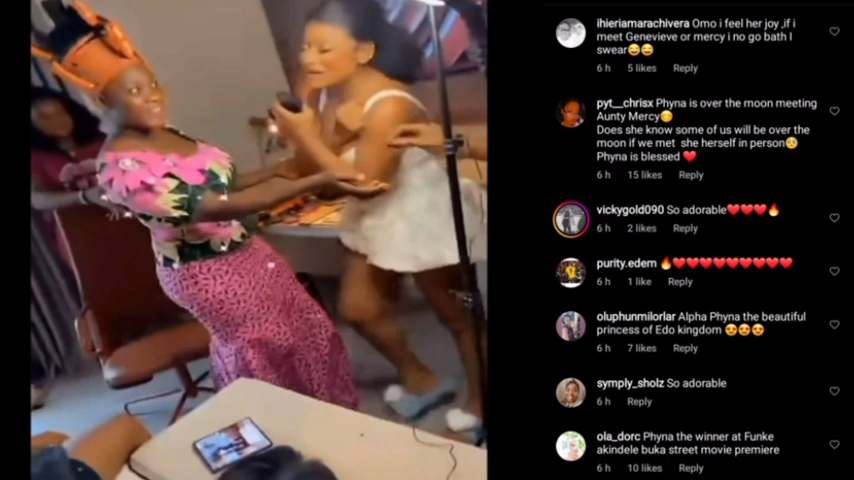 ihieriamarachivera Omo i feel her joy ,if i
meet Genevieve or mercy i no go bath I
swear😂😂
6 h 5 likes Reply
pyt__chrisx Phyna is over the moon meeting
Aunty Mercy😊
Does she know some of us will be over the
moon if we met she herself in person🥺
Phyna is blessed ❤️
6 h 15 likes Reply
vickygold090 So adorable❤️❤️❤️🔥
6 h 2 likes Reply
purity.edem 🔥❤️❤️❤️❤️❤️❤️❤️❤️❤️
6 h 1 like Reply
oluphunmilorlar Alpha Phyna the beautiful
princess of Edo kingdom 😍😍😍
6 h 7 likes Reply
symply_sholz So adorable
6 h Reply
ola_dorc Phyna the winner at Funke
akindele buka street movie premiere
6 h 10 likes Reply